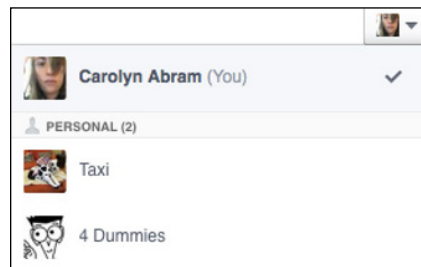 Carolyn Abram (You)
PERSONAL (2)
Taxi
4 Dummies